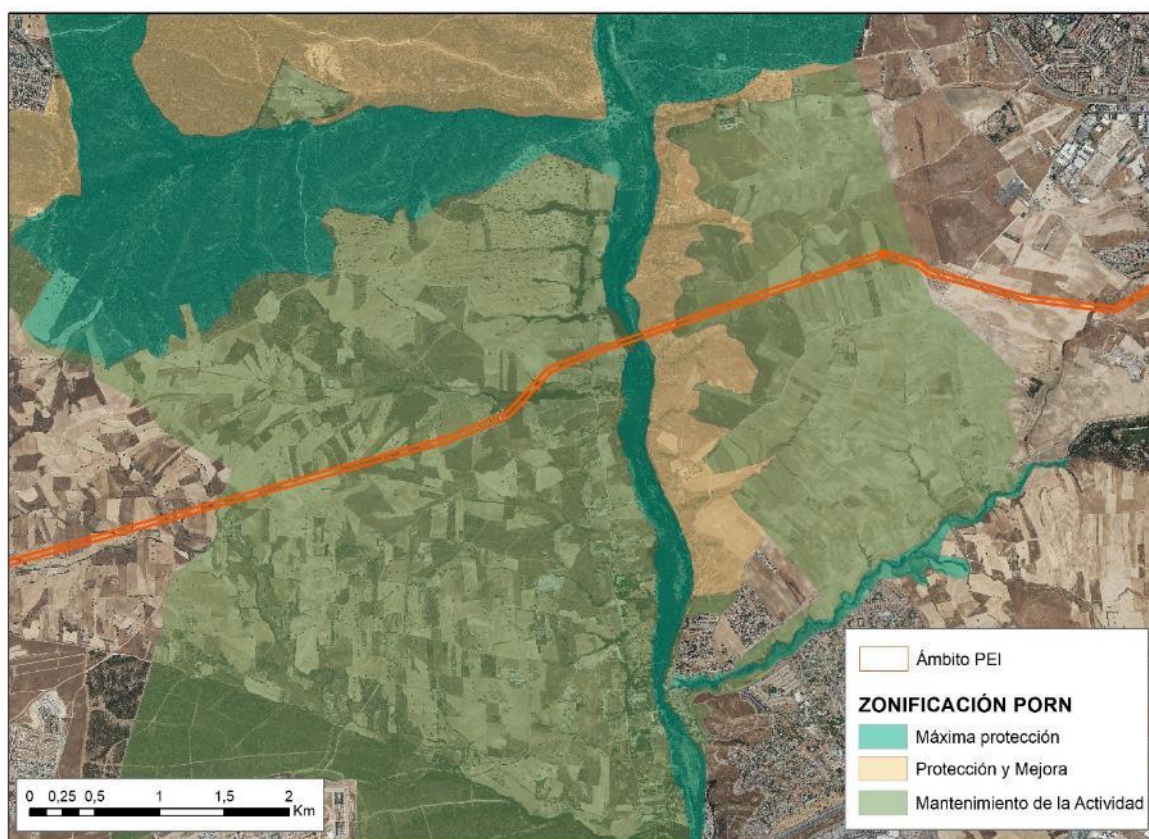 Ámbito PEI
ZONIFICACIÓN PORN
Máxima protección
Protección y Mejora
Mantenimiento de la Actividad
0 0,25 0,5 1 1,5 2
Km